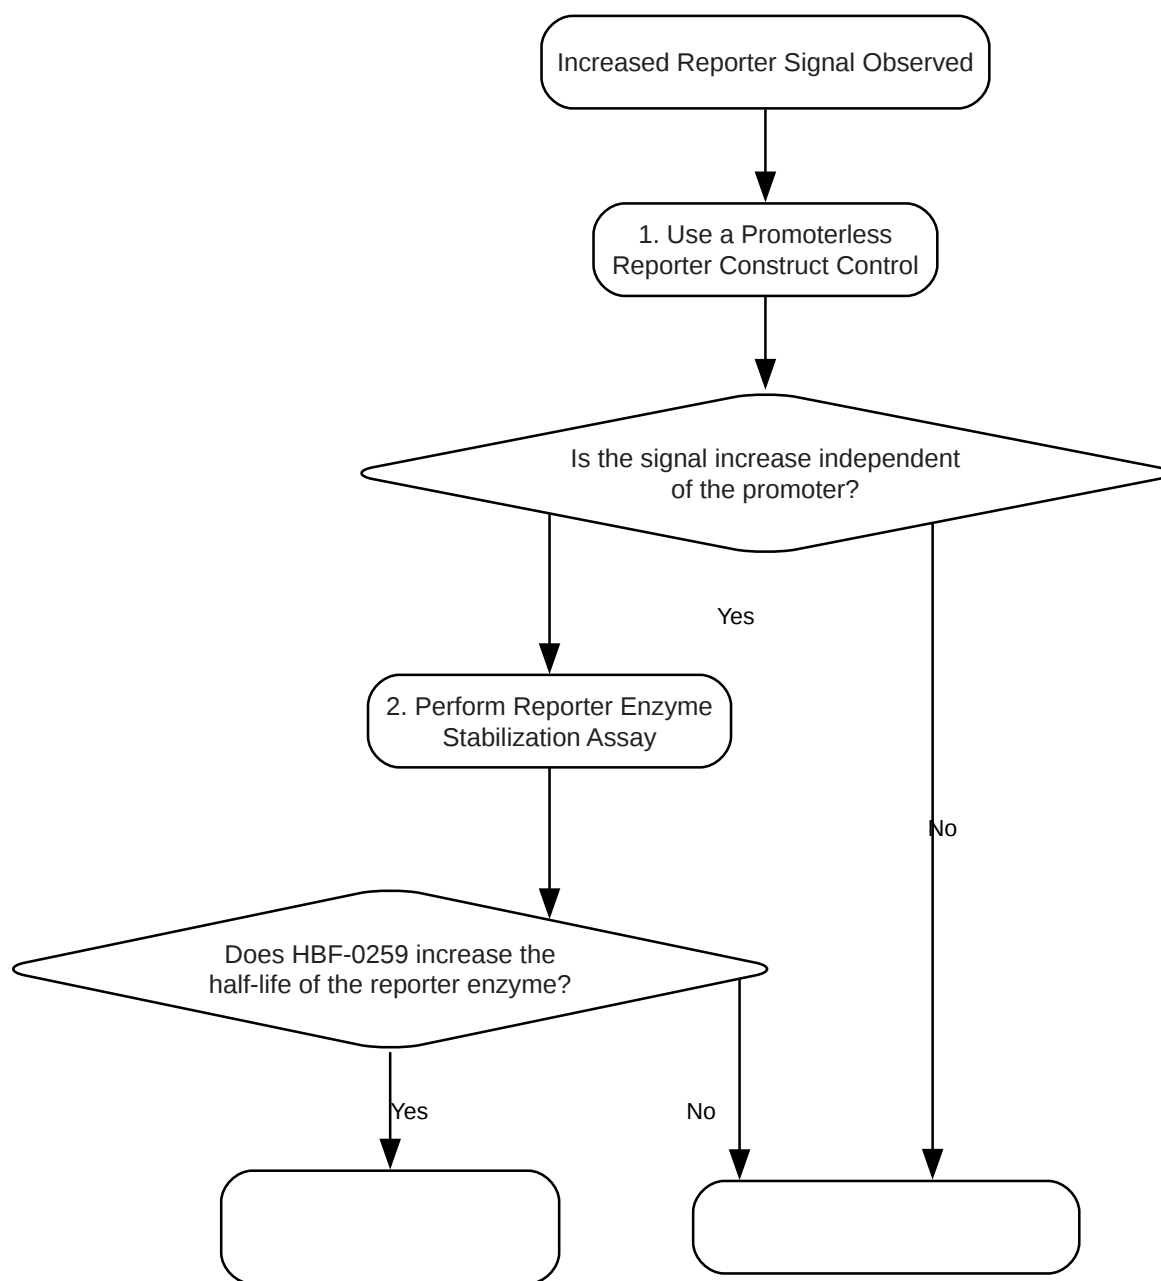 Increased Reporter Signal Observed
1. Use a Promoterless
Reporter Construct Control
Is the signal increase independent
of the promoter?
Yes
2. Perform Reporter Enzyme
Stabilization Assay
No
Does HBF-0259 increase the
half-life of the reporter enzyme?
Yes
No